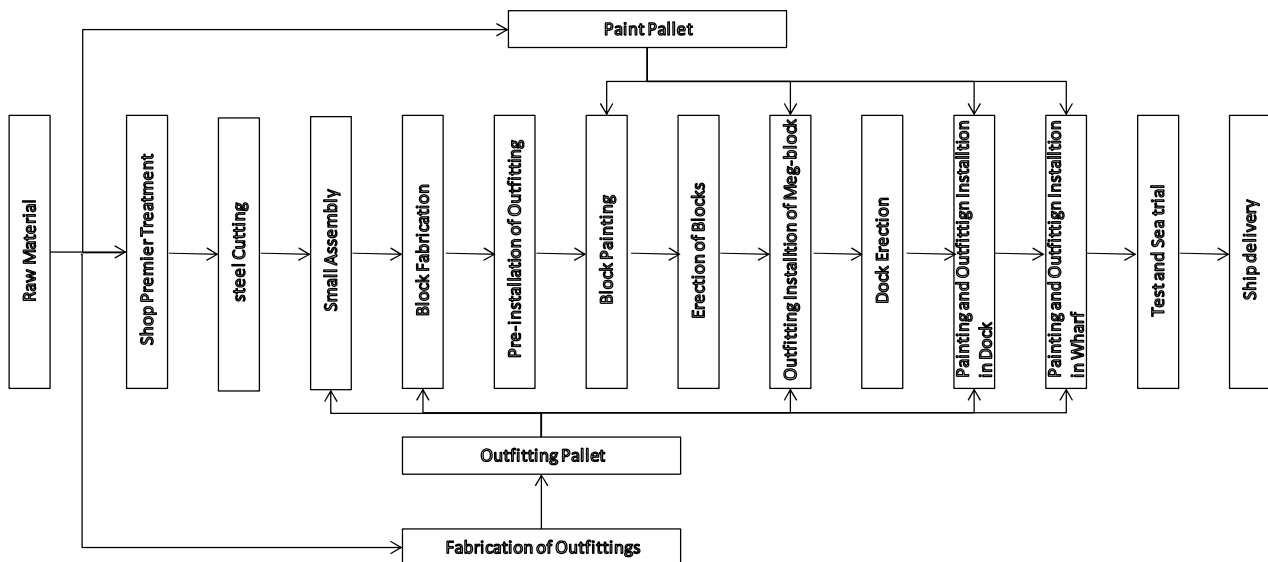 Paint Pallet
Raw Material
Shop Premier Treatment
steel Cutting
Small Assembly
Block Fabrication
Pre-installation of Outfitting
Block Painting
Erection of Blocks
Outfitting Installtion of Meg-block
Dock Erection
Painting and Outfittign Installtion
in Dock
Painting and Outfittign Installtion
in Wharf
Test and Sea trial
Ship delivery
Outfitting Pallet
Fabrication of Outfittings